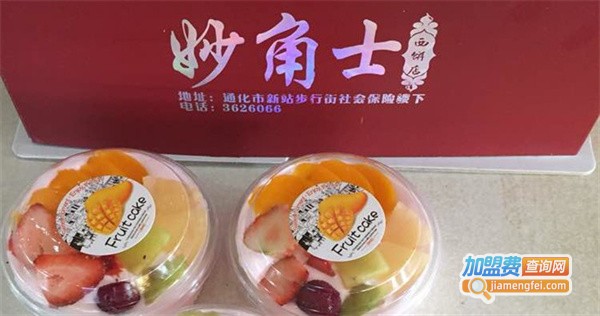 妙角士
西饼店
地址： 通化市新站步行街社会保险楼下
电话：3626066
Fruit cake
Fruit cake
加盟费查询网
jiamengfei.com